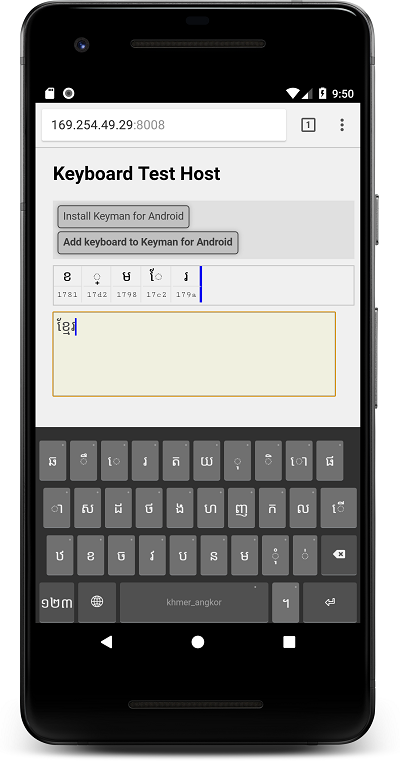 9:50
169.254.49.29:8008
1
Keyboard Test Host
Install Keyman for Android
Add keyboard to Keyman for Android
ខ ្ ម ែ រ
1781 17d2 1798 17c2 179a
ខ្មែរ
ឆ ឹ េ រ ត យ ុ ិ ោ ផ
ា ស ដ ថ ង ហ ញ ក ល ើ
ឋ ខ ច វ ប ន ម ុំ ់
១២៣ khmer_angkor ។